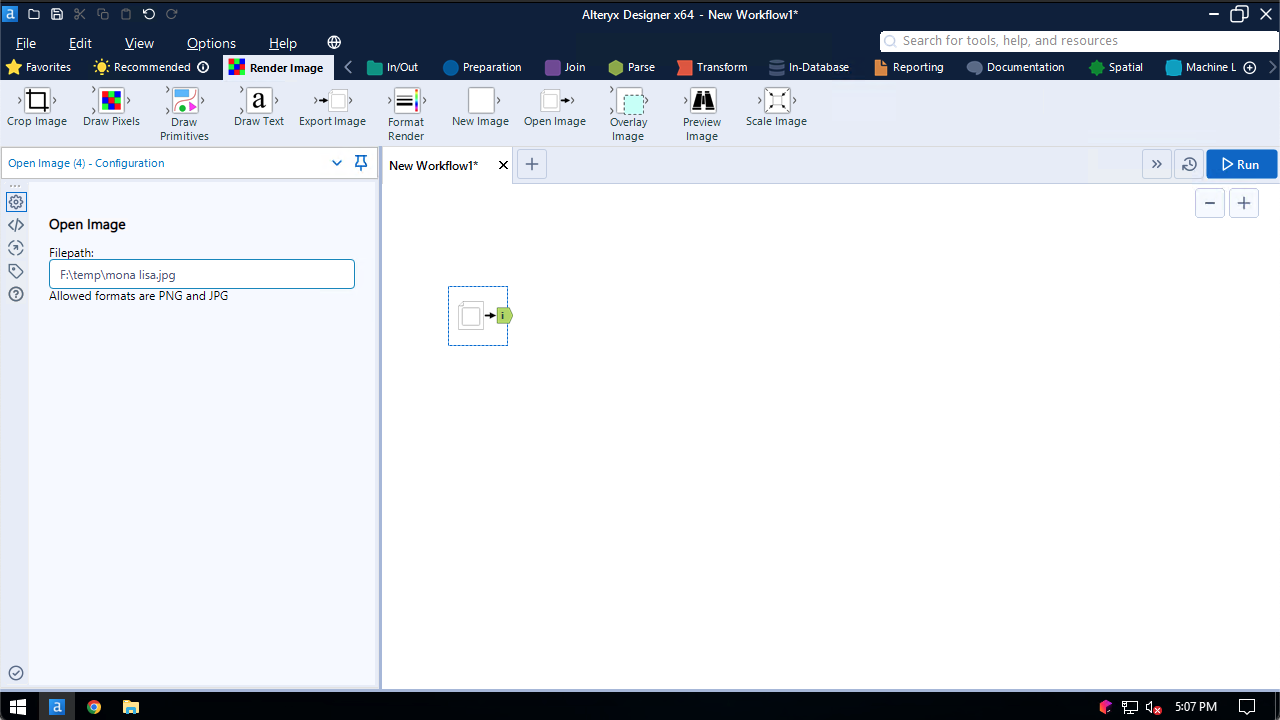 Alteryx Designer x64 - New Workflow1*
File Edit View Options Help
Search for tools, help, and resources
Favorites Recommended Render Image In/Out Preparation Join Parse Transform In-Database Reporting Documentation Spatial Machine L
Crop Image Draw Pixels Draw Primitives Draw Text Export Image Format Render New Image Open Image Overlay Image Preview Image Scale Image
Open Image (4) - Configuration
New Workflow1*
Run
Open Image
Filepath:
F:\temp\mona lisa.jpg
Allowed formats are PNG and JPG
i
5:07 PM